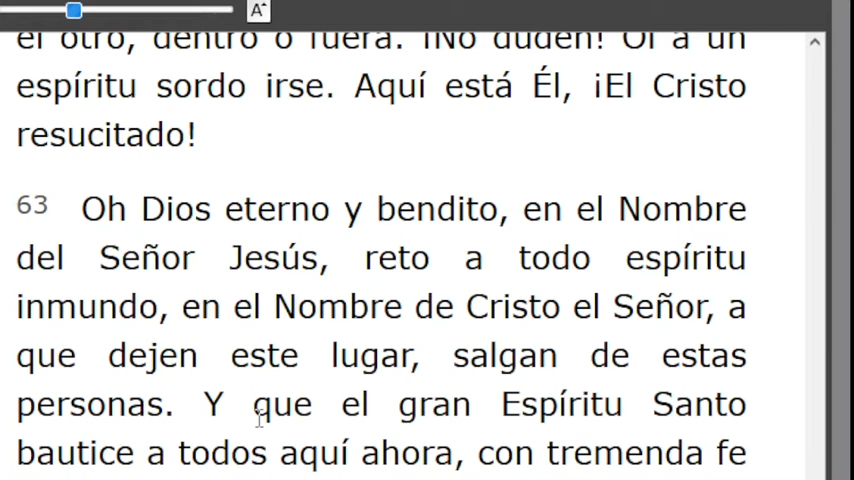 A
el otro, dentro o fuera. ¡No duden! Oí a un
espíritu sordo irse. Aquí está Él, ¡El Cristo
resucitado!
63 Oh Dios eterno y bendito, en el Nombre
del Señor Jesús, reto a todo espíritu
inmundo, en el Nombre de Cristo el Señor, a
que dejen este lugar, salgan de estas
personas. Y que el gran Espíritu Santo
bautice a todos aquí ahora, con tremenda fe